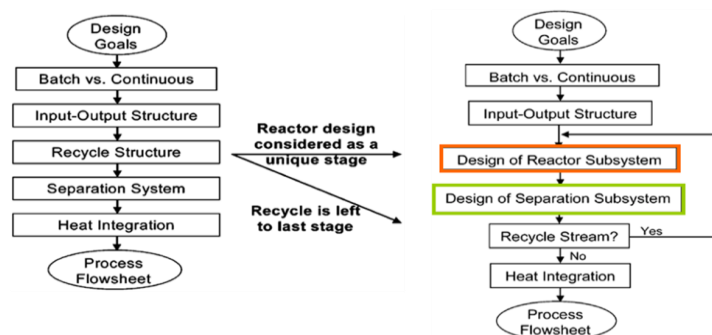 Design
Goals
Batch vs. Continuous
Input-Output Structure
Recycle Structure
Separation System
Heat Integration
Process
Flowsheet
Reactor design
considered as a
unique stage
Recycle is left
to last stage
Design
Goals
Batch vs. Continuous
Input-Output Structure
Design of Reactor Subsystem
Design of Separation Subsystem
Recycle Stream?
Yes
No
Heat Integration
Process
Flowsheet